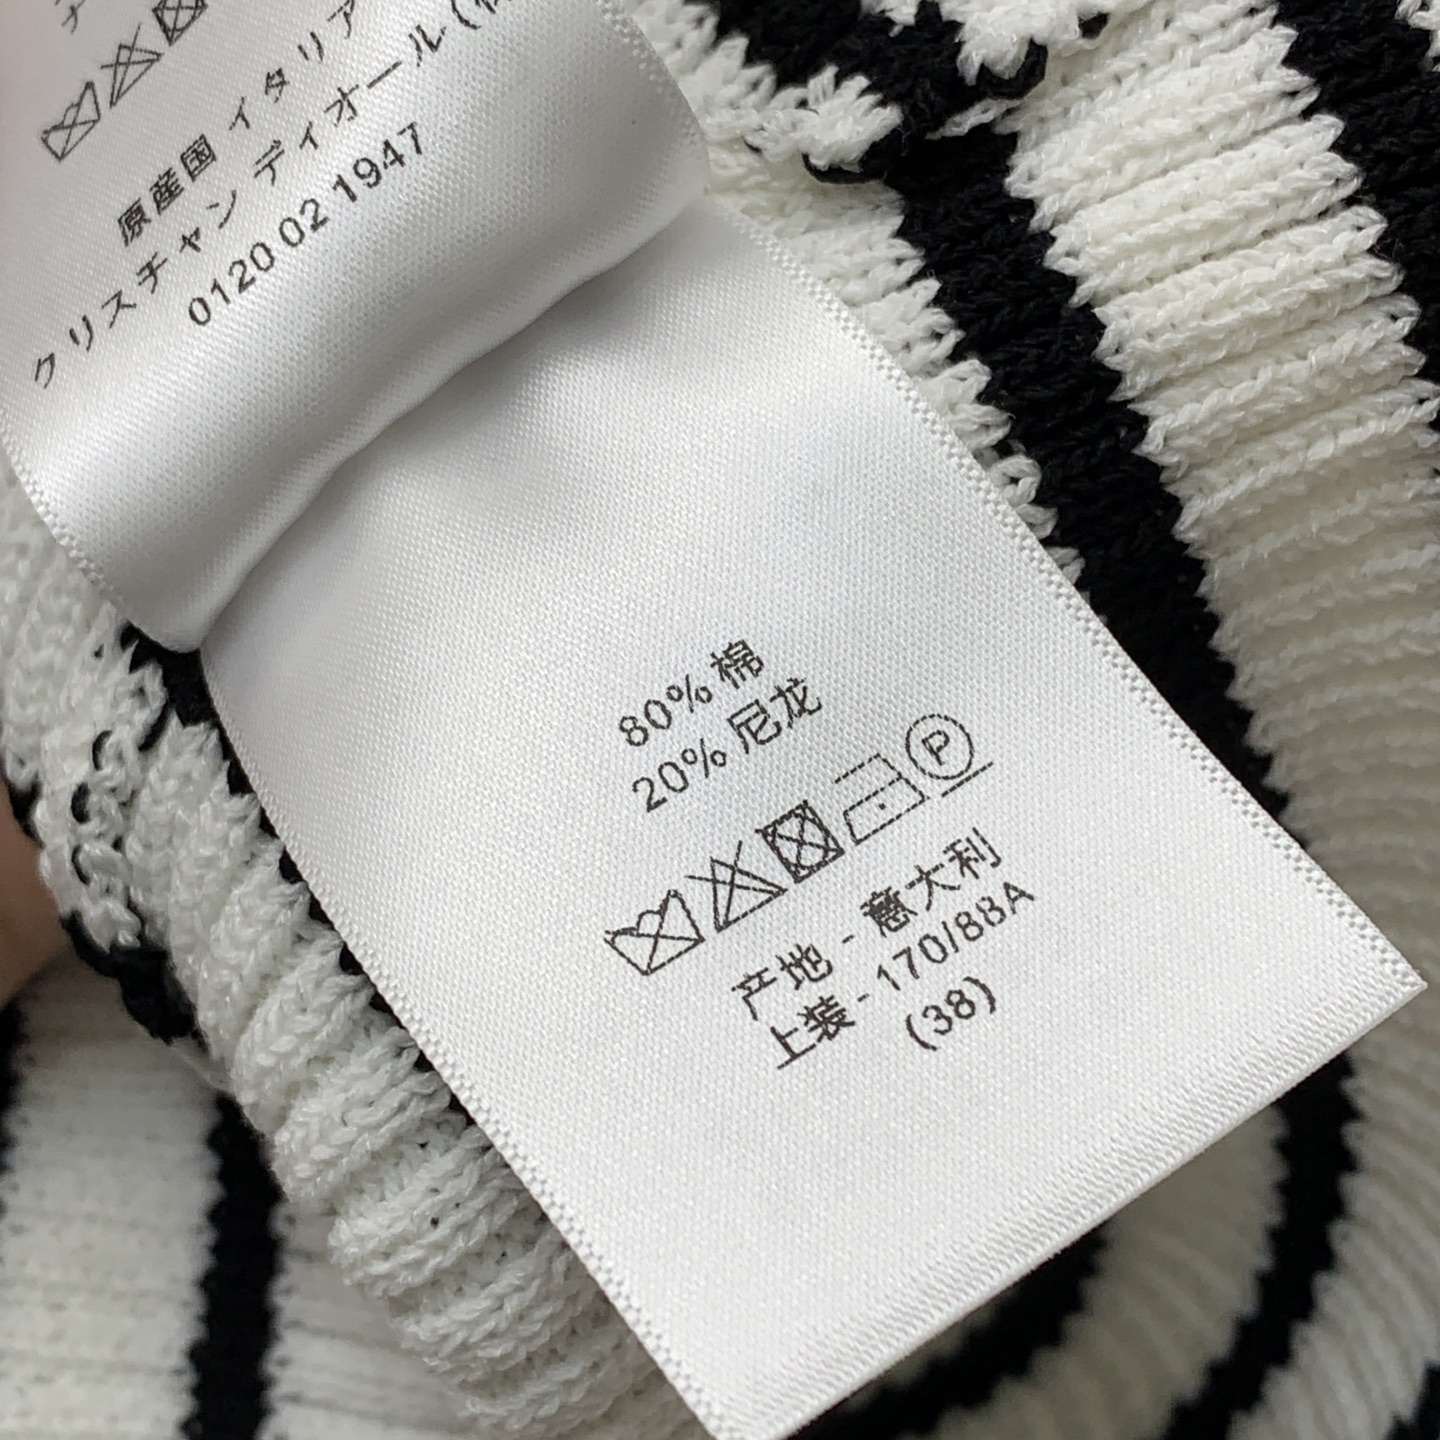 原産国 イタリア
クリスチャン ディオール (
0120 02 1947
80% 棉
20% 尼龙
P
产地 - 意大利
上装 - 170/88A
(38)